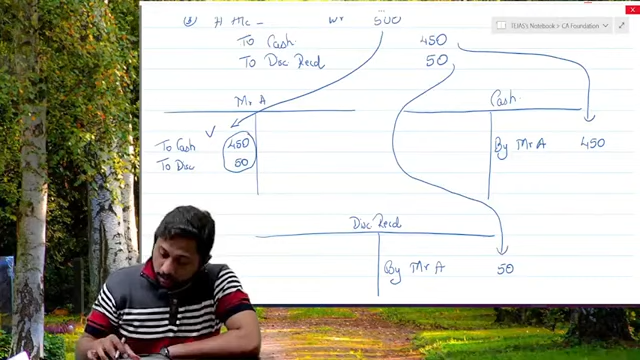 A A/c - Dr 500
To Cash 450
To Disc Recd 50
TEJAS's Notebook > CA Foundation
Mr A
To Cash 450
To Disc 50
Cash
By Mr A 450
Disc Recd
By Mr A 50